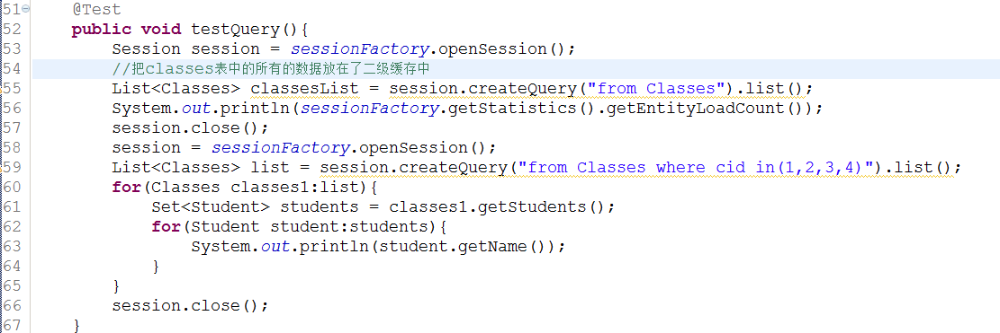 51 @Test
52 public void testQuery(){
53 Session session = sessionFactory.openSession();
54 //把classes表中的所有的数据放在了二级缓存中
55 List<Classes> classesList = session.createQuery("from Classes").list();
56 System.out.println(sessionFactory.getStatistics().getEntityLoadCount());
57 session.close();
58 session = sessionFactory.openSession();
59 List<Classes> list = session.createQuery("from Classes where cid in(1,2,3,4)").list();
60 for(Classes classes1:list){
61 Set<Student> students = classes1.getStudents();
62 for(Student student:students){
63 System.out.println(student.getName());
64 }
65 }
66 session.close();
67 }